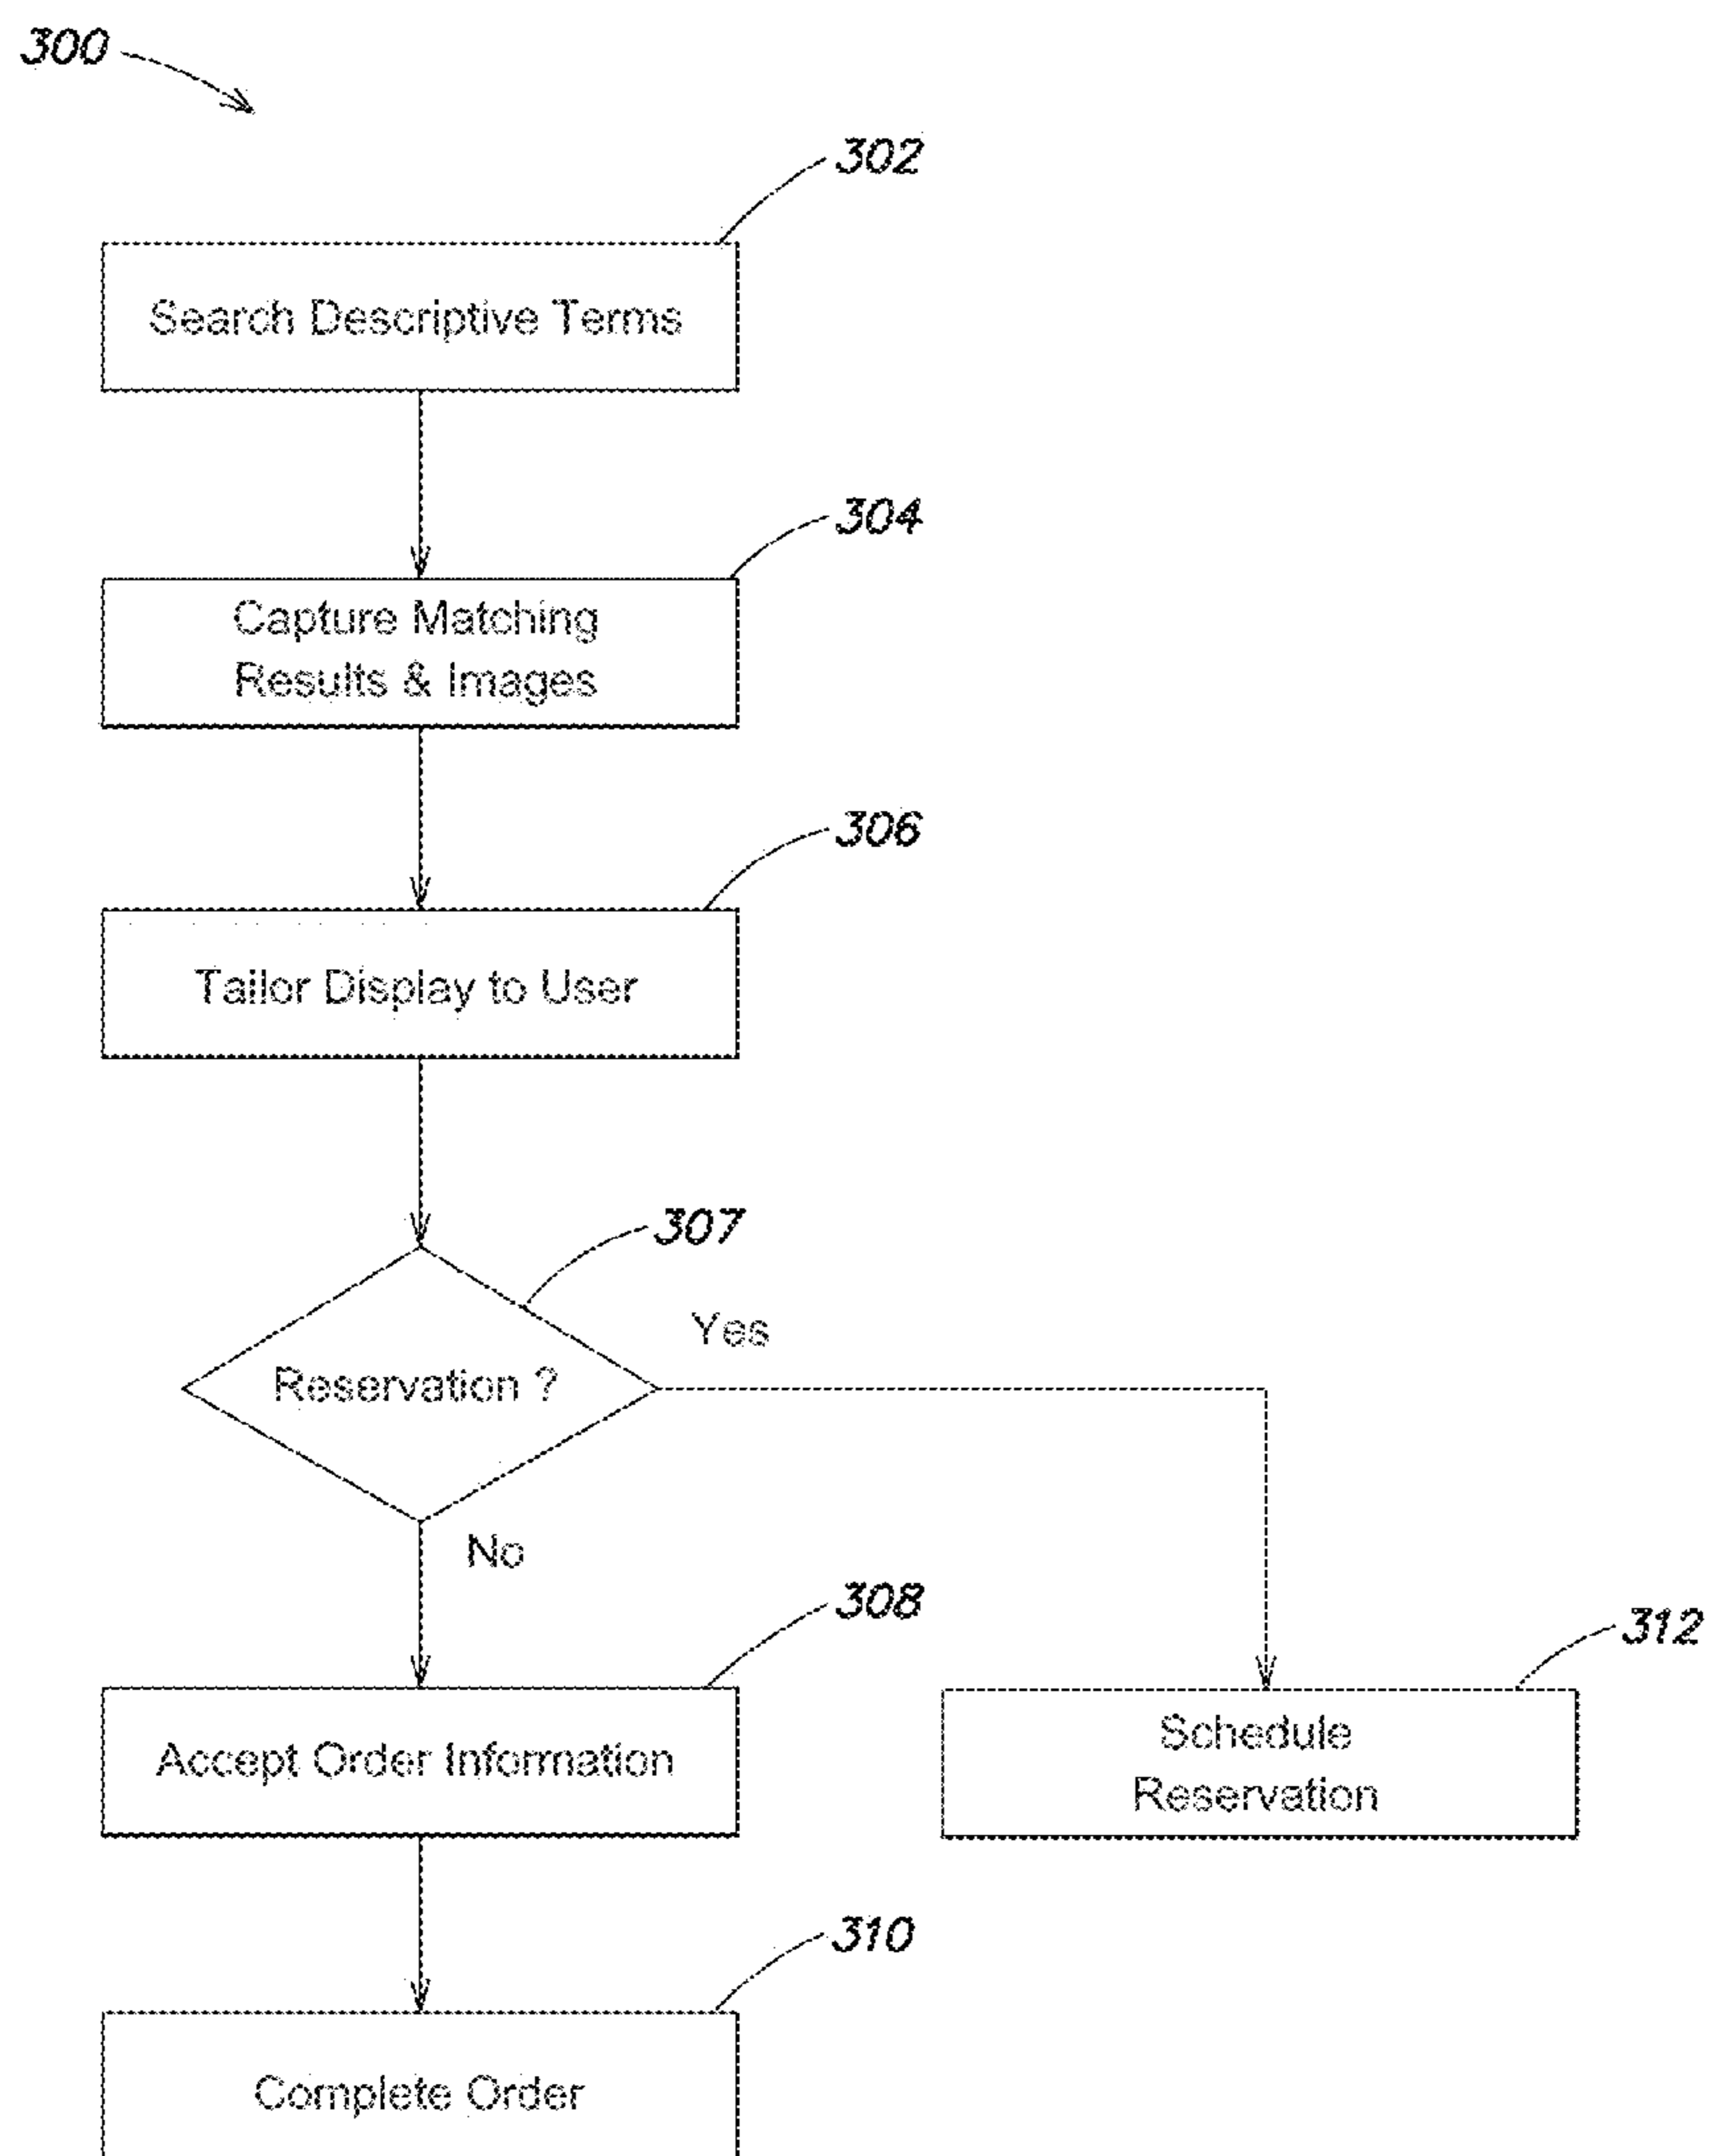 300
302
Search Descriptive Terms
304
Capture Matching
Results & Images
306
Tailor Display to User
307
Yes
Reservation ?
No
308
312
Accept Order Information
Schedule
Reservation
310
Complete Order